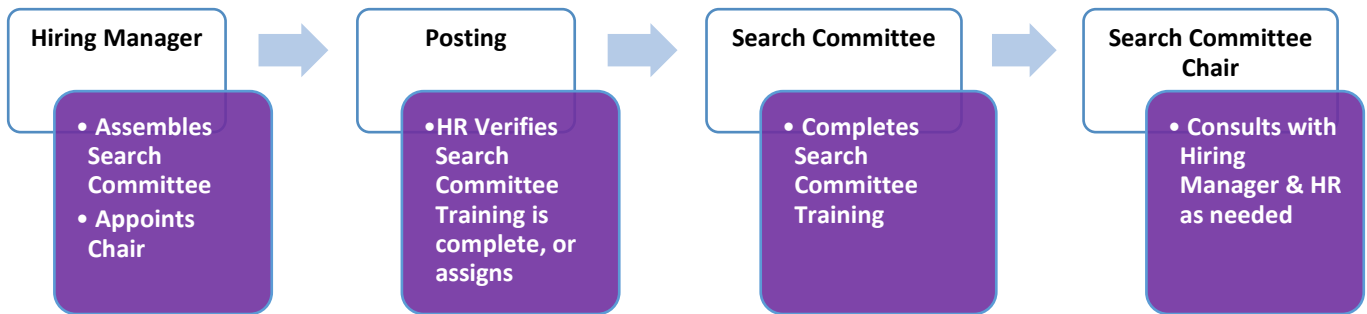 Hiring Manager
• Assembles
Search
Committee
• Appoints
Chair
Posting
•HR Verifies
Search
Committee
Training is
complete, or
assigns
Search Committee
• Completes
Search
Committee
Training
Search Committee
Chair
• Consults with
Hiring
Manager & HR
as needed